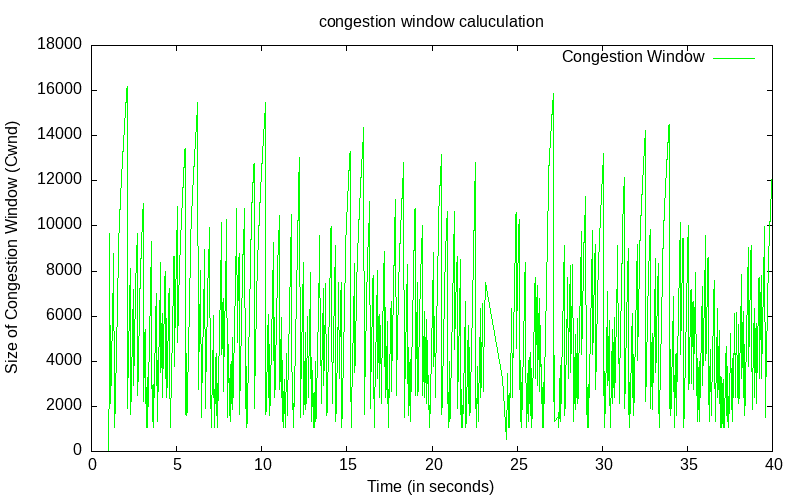 congestion window caluculation
Congestion Window
Size of Congestion Window (Cwnd)
18000
16000
14000
12000
10000
8000
6000
4000
2000
0
0 5 10 15 20 25 30 35 40
Time (in seconds)